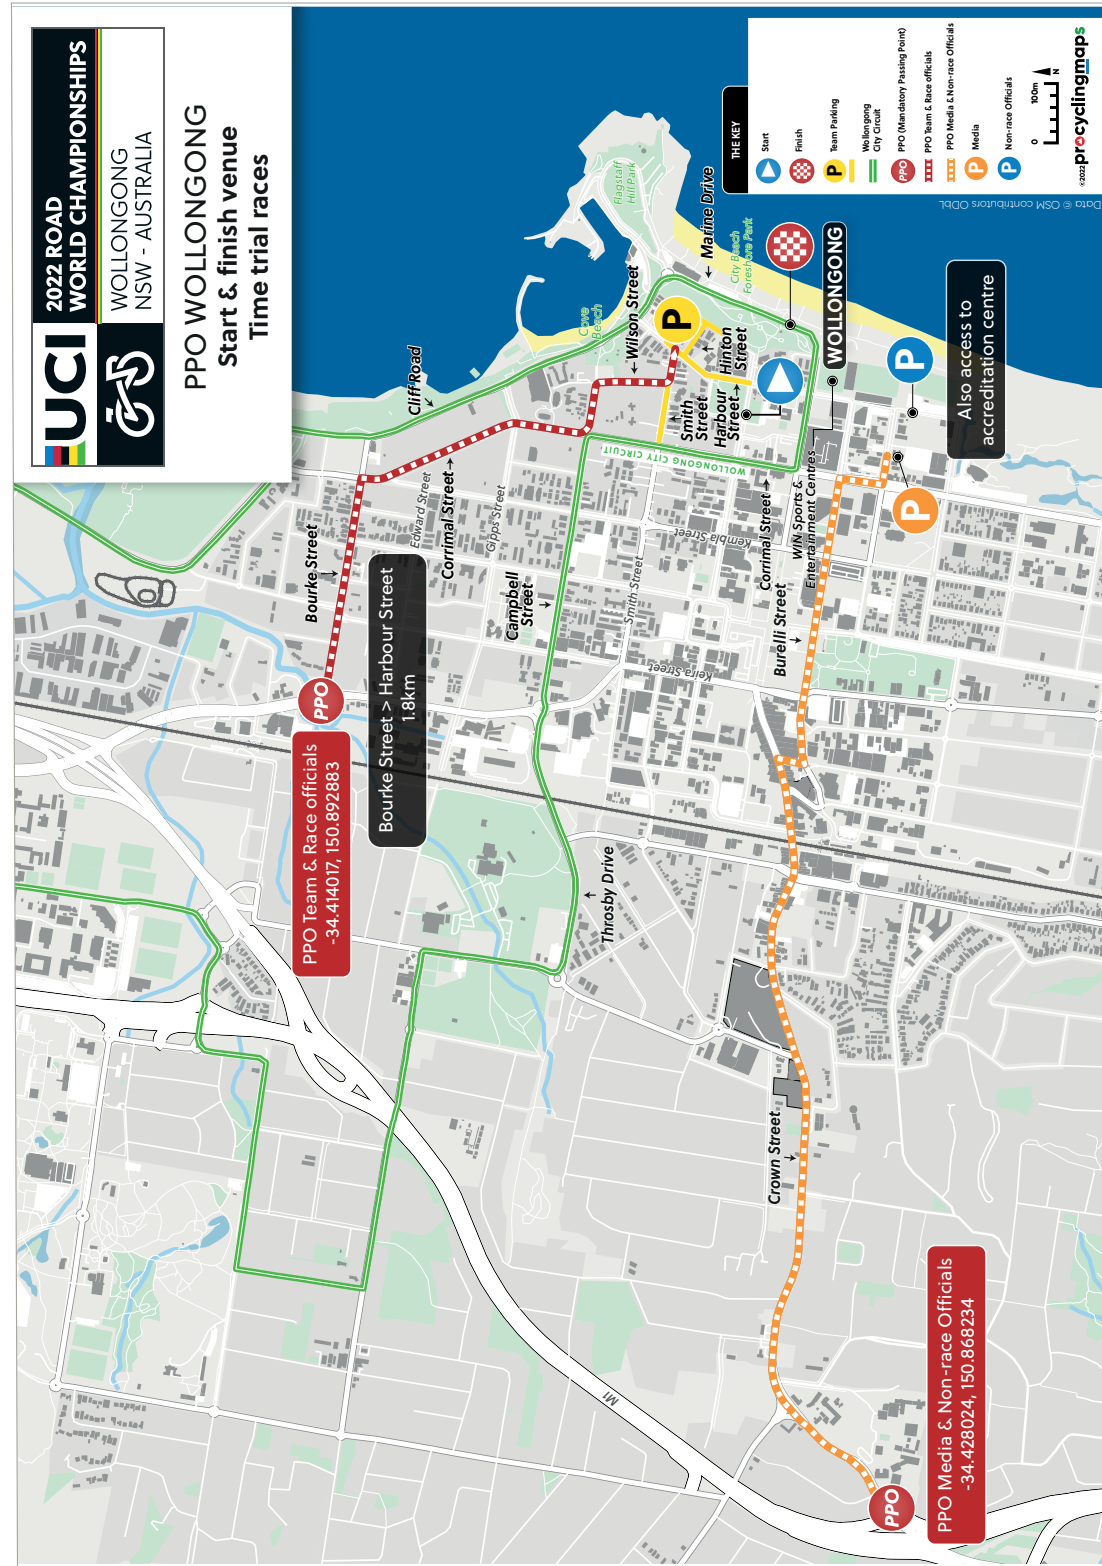 UCI
2022 ROAD
WORLD CHAMPIONSHIPS
WOLLONGONG
NSW - AUSTRALIA
PPO WOLLONGONG
Start & finish venue
Time trial races
THE KEY
Start
Finish
P
Team Parking
Wollongong
City Circuit
PPO
PPO (Mandatory Passing Point)
PPO Team & Race officials
PPO Media & Non-race Officials
P
Media
P
Non-race Officials
0
100m
N
©2022 procyclingmaps
Data © OSM contributors ODbL
Flagstaff
Hill Park
Marine Drive
City Beach
Foreshore Park
Cove
Beech
Wilson Street
Cliff Road
P
Hinton
Street
Smith
Street
Harbour
Street
WOLLONGONG
P
Also access to
accreditation centre
P
WOLLONGONG CITY CIRCUIT
Corrimal Street
Edward Street
Gipps Street
Bourke Street
Kembla Street
Corrimal Street
WIN Sports &
Entertainment Centres
Campbell
Street
Smith Street
Keira Street
Burelli Street
PPO
Bourke Street > Harbour Street
1.8km
PPO Team & Race officials
-34.414017, 150.892883
Throsby Drive
Crown Street
M1
PPO
PPO Media & Non-race Officials
-34.428024, 150.868234